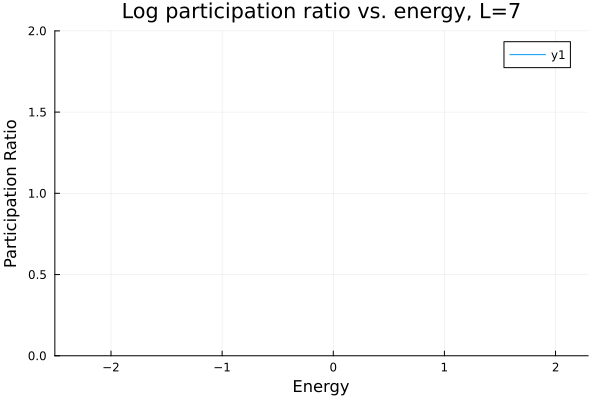 Log participation ratio vs. energy, L=7
y1
2.0
1.5
1.0
0.5
0.0
Participation Ratio
−2
−1
0
1
2
Energy